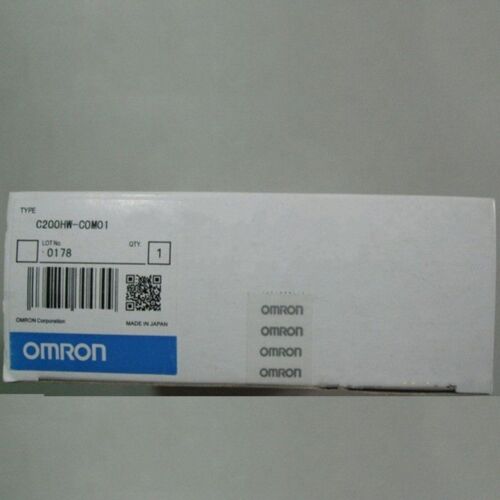 TYPE
C200HW-COM01
LOT No. QTY.
0178 1
OMRON Corporation MADE IN JAPAN
OMRON
OMRON
OMRON
OMRON
OMRON